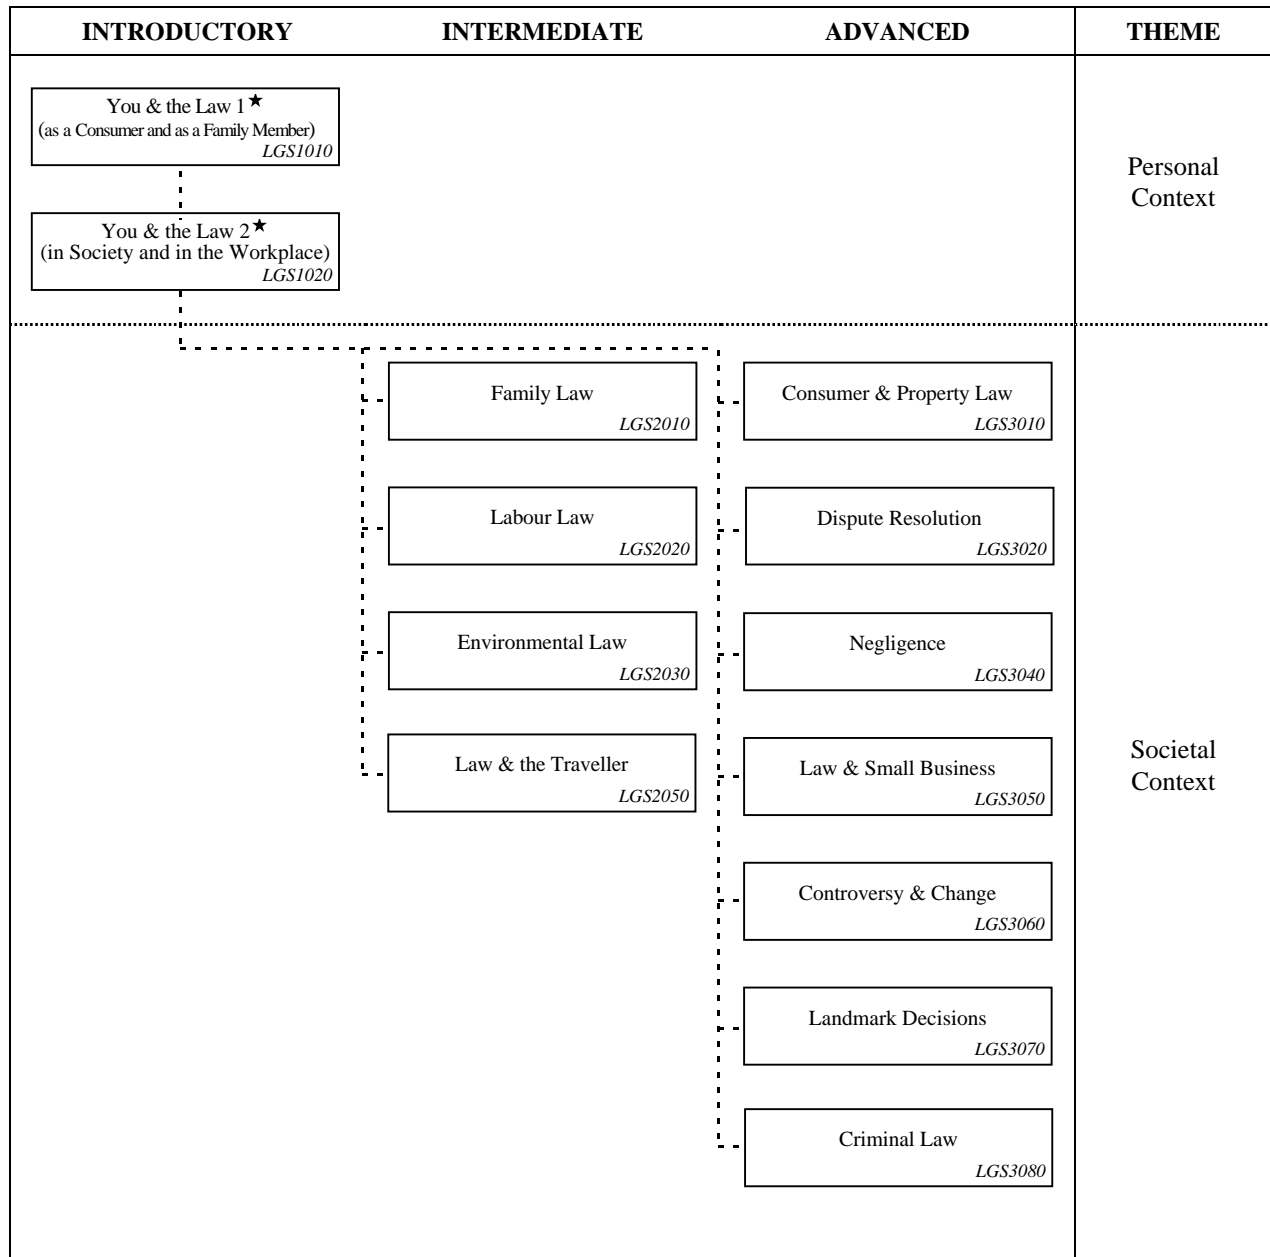 INTRODUCTORY INTERMEDIATE ADVANCED THEME
You & the Law 1★
(as a Consumer and as a Family Member)
LGS1010
Personal
Context
You & the Law 2★
(in Society and in the Workplace)
LGS1020
Family Law
LGS2010
Consumer & Property Law
LGS3010
Labour Law
LGS2020
Dispute Resolution
LGS3020
Environmental Law
LGS2030
Negligence
LGS3040
Law & the Traveller
LGS2050
Law & Small Business
LGS3050
Societal
Context
Controversy & Change
LGS3060
Landmark Decisions
LGS3070
Criminal Law
LGS3080